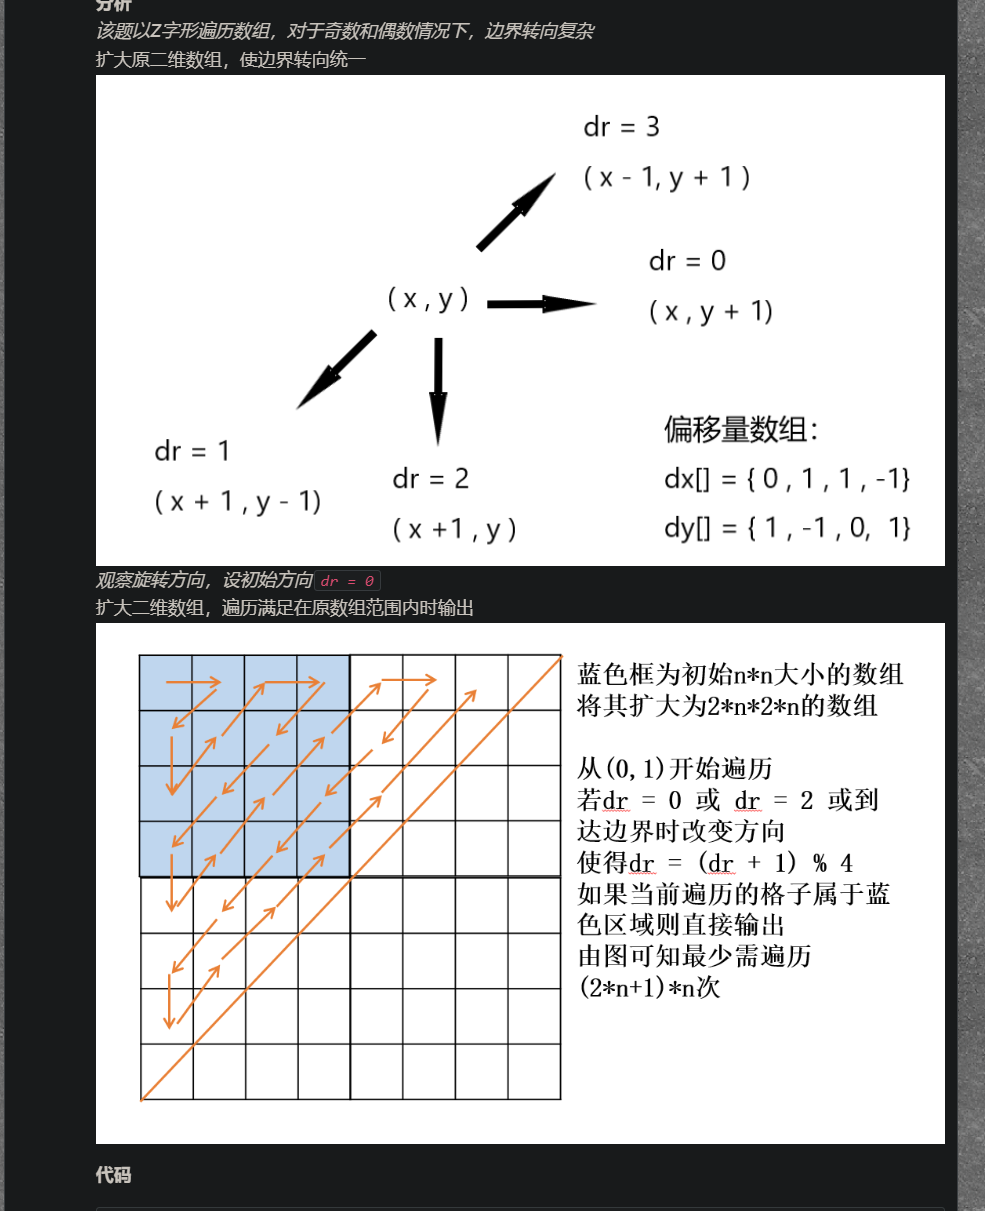 分析
该题以Z字形遍历数组，对于奇数和偶数情况下，边界转向复杂
扩大原二维数组，使边界转向统一
dr = 3
( x - 1, y + 1 )
dr = 0
( x , y )
( x , y + 1)
偏移量数组：
dr = 1
dr = 2
dx[] = { 0 , 1 , 1 , -1}
( x + 1 , y - 1)
( x +1 , y )
dy[] = { 1 , -1 , 0, 1}
观察旋转方向，设初始方向 dr = 0
扩大二维数组，遍历满足在原数组范围内时输出
蓝色框为初始n*n大小的数组
将其扩大为2*n*2*n的数组
从(0,1)开始遍历
若dr = 0 或 dr = 2 或到
达边界时改变方向
使得dr = (dr + 1) % 4
如果当前遍历的格子属于蓝
色区域则直接输出
由图可知最少需遍历
(2*n+1)*n次
代码